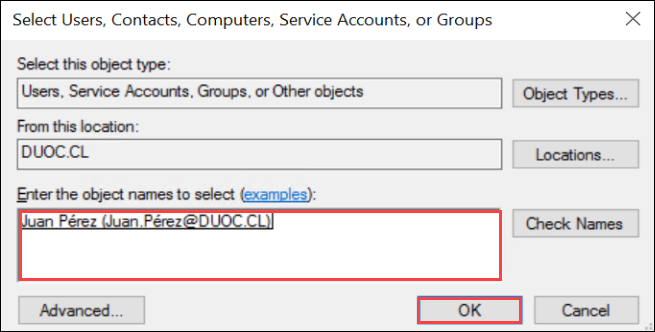 Select Users, Contacts, Computers, Service Accounts, or Groups
Select this object type:
Users, Service Accounts, Groups, or Other objects
Object Types...
From this location:
DUOC.CL
Locations...
Enter the object names to select (examples):
Juan Pérez (Juan.Pérez@DUOC.CL)
Check Names
Advanced...
OK
Cancel